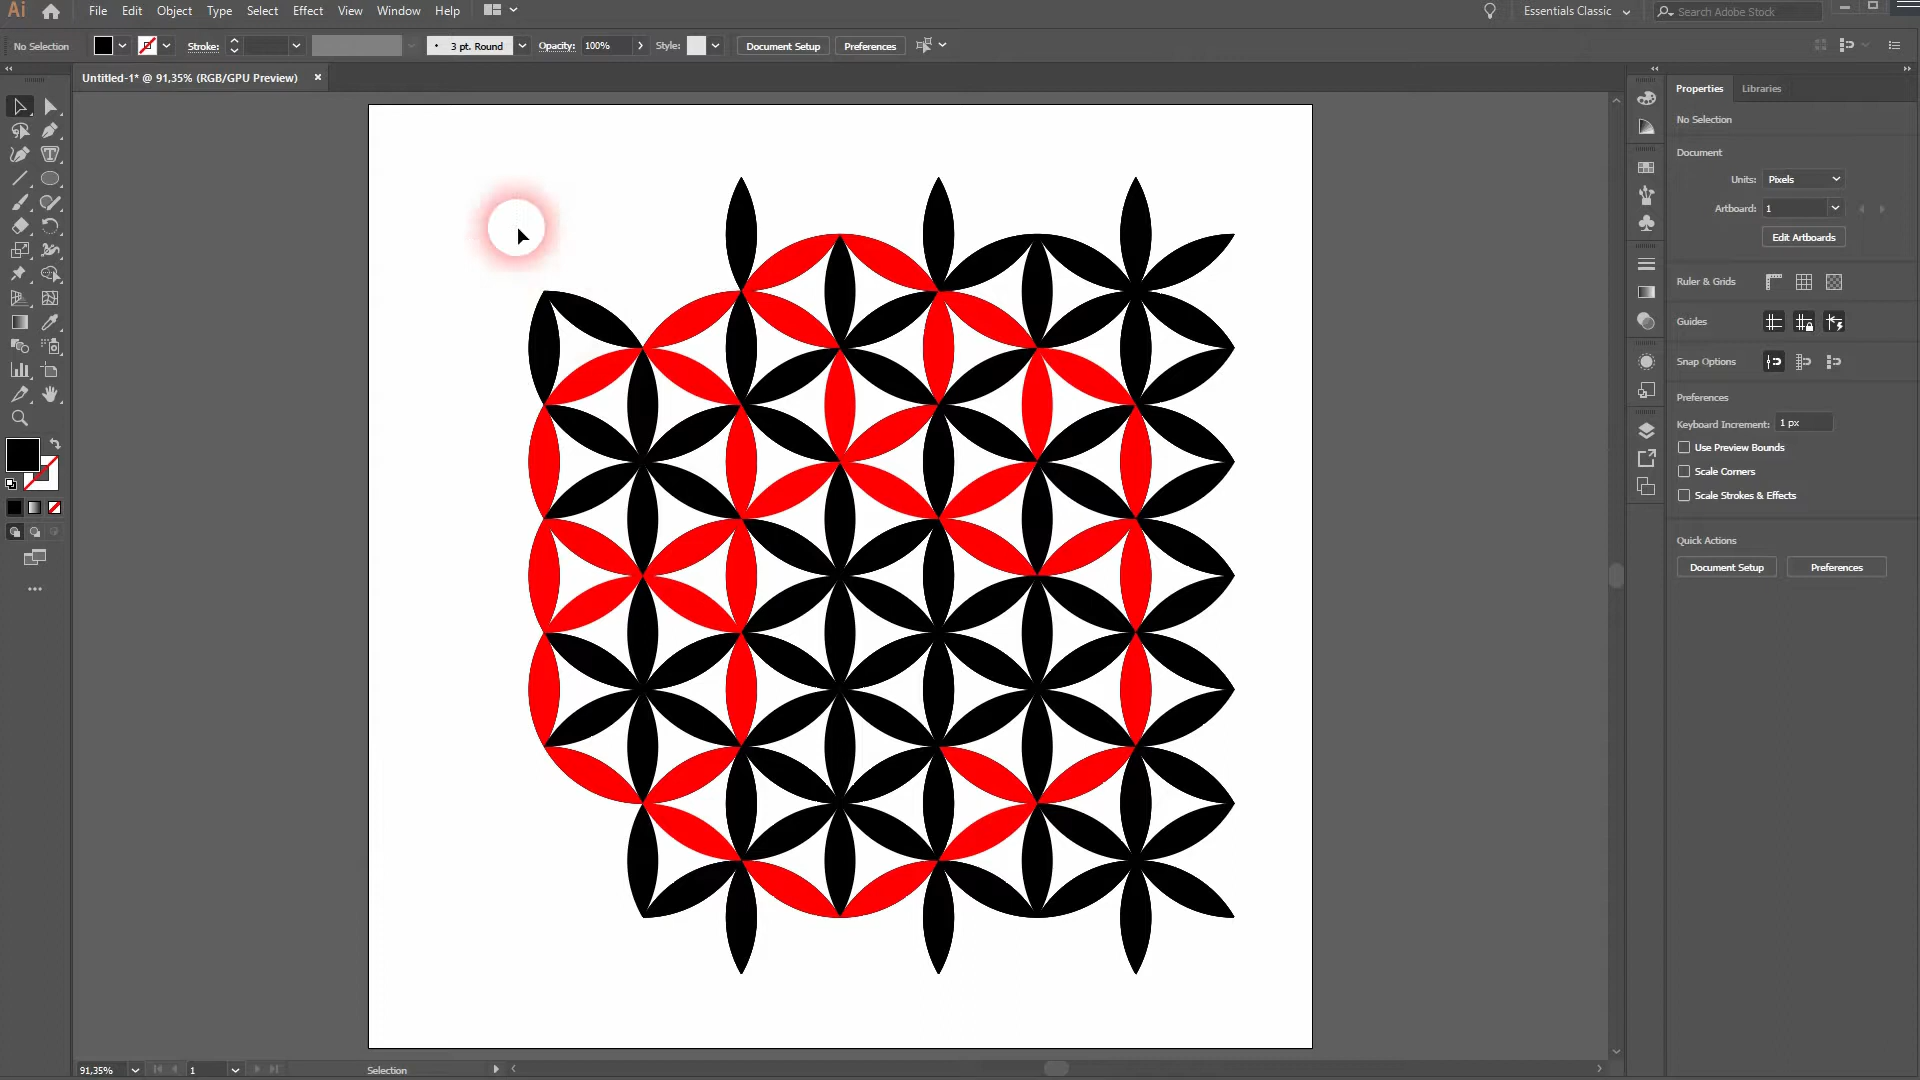 Ai File Edit Object Type Select Effect View Window Help Essentials Classic Search Adobe Stock
No Selection Stroke: 3 pt. Round Opacity: 100% Style: Document Setup Preferences
Untitled-1* @ 91,35% (RGB/GPU Preview)
Properties Libraries
No Selection
Document
Units: Pixels
Artboard: 1
Edit Artboards
Ruler & Grids
Guides
Snap Options
Preferences
Keyboard Increment: 1 px
Use Preview Bounds
Scale Corners
Scale Strokes & Effects
Quick Actions
Document Setup Preferences
91,35% 1 Selection